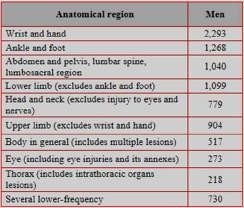 Anatomical region Men
Wrist and hand 2,293
Ankle and foot 1,268
Abdomen and pelvis, lumbar spine,
lumbosacral region 1,040
Lower limb (excludes ankle and foot) 1,099
Head and neck (excludes injury to eyes and
nerves) 779
Upper limb (excludes wrist and hand) 904
Body in general (includes multiple lesions) 517
Eye (including eye injuries and its annexes) 273
Thorax (includes intrathoracic organs
lesions) 218
Several lower-frequency 730